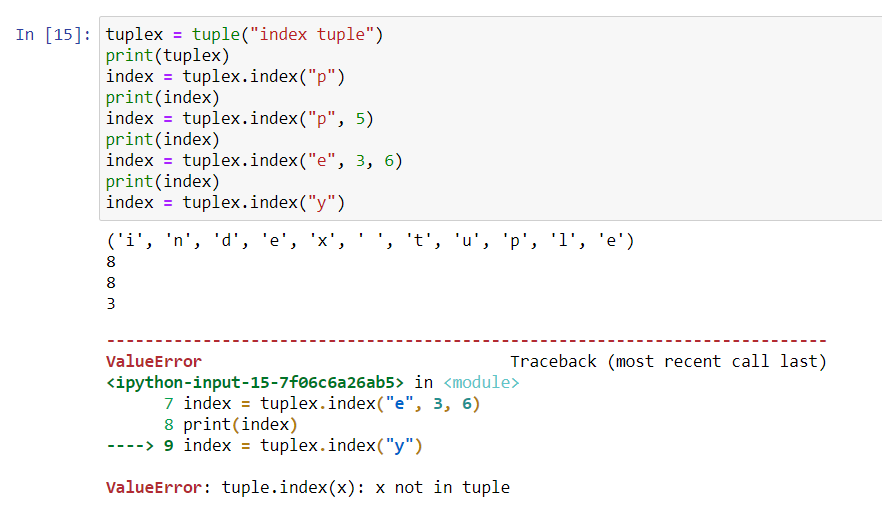 In [15]: tuplex = tuple("index tuple")
print(tuplex)
index = tuplex.index("p")
print(index)
index = tuplex.index("p", 5)
print(index)
index = tuplex.index("e", 3, 6)
print(index)
index = tuplex.index("y")
('i', 'n', 'd', 'e', 'x', ' ', 't', 'u', 'p', 'l', 'e')
8
8
3
---------------------------------------------------------------------------
ValueError                                Traceback (most recent call last)
<ipython-input-15-7f06c6a26ab5> in <module>
      7 index = tuplex.index("e", 3, 6)
      8 print(index)
----> 9 index = tuplex.index("y")
ValueError: tuple.index(x): x not in tuple